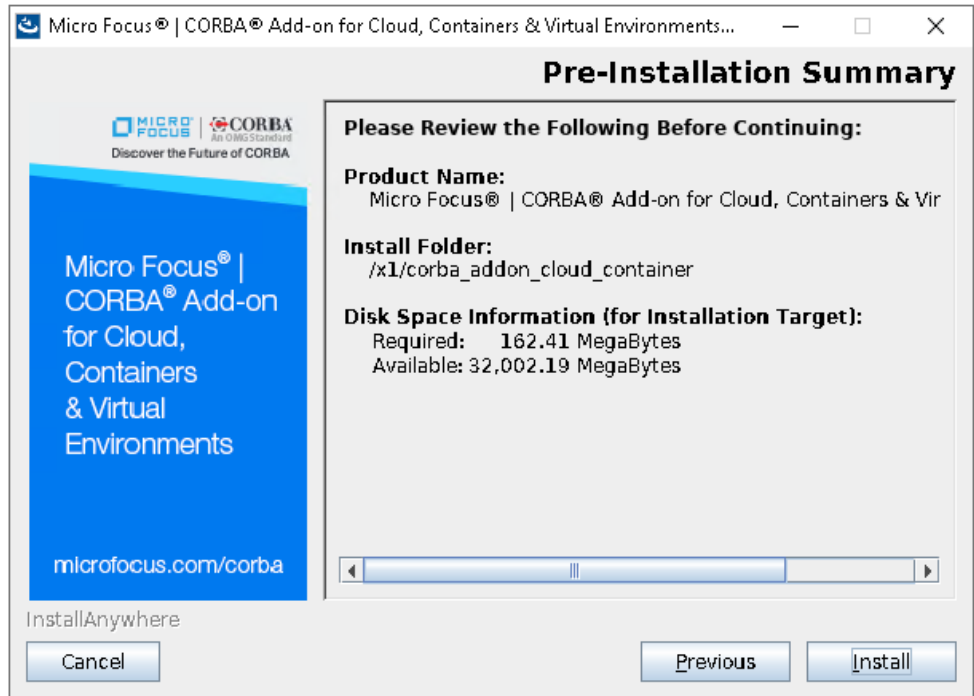 Micro Focus® | CORBA® Add-on for Cloud, Containers & Virtual Environments...
Pre-Installation Summary
MICRO FOCUS | CORBA
An OMG Standard
Discover the Future of CORBA
Micro Focus® |
CORBA® Add-on
for Cloud,
Containers
& Virtual
Environments
microfocus.com/corba
Please Review the Following Before Continuing:
Product Name:
Micro Focus® | CORBA® Add-on for Cloud, Containers & Vir
Install Folder:
/x1/corba_addon_cloud_container
Disk Space Information (for Installation Target):
Required: 162.41 MegaBytes
Available: 32,002.19 MegaBytes
InstallAnywhere
Cancel
Previous
Install